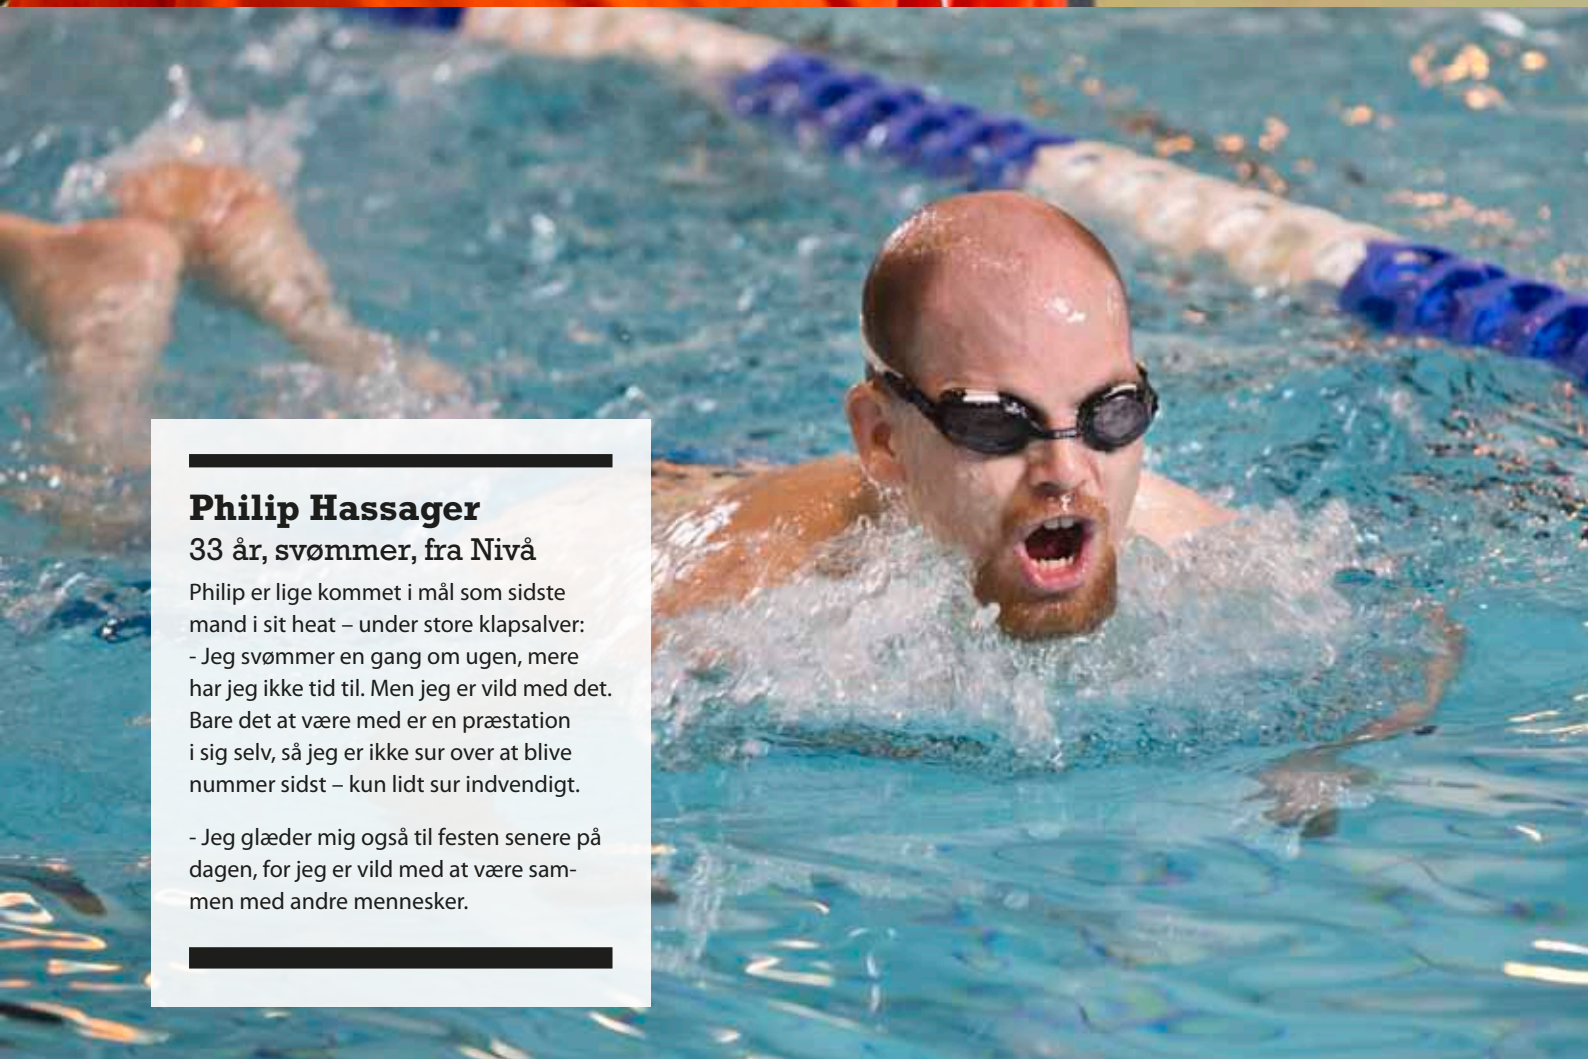 Philip Hassager
33 år, svømmer, fra Nivå
Philip er lige kommet i mål som sidste
mand i sit heat – under store klapsalver:
- Jeg svømmer en gang om ugen, mere
har jeg ikke tid til. Men jeg er vild med det.
Bare det at være med er en præstation
i sig selv, så jeg er ikke sur over at blive
nummer sidst – kun lidt sur indvendigt.
- Jeg glæder mig også til festen senere på
dagen, for jeg er vild med at være sam-
men med andre mennesker.